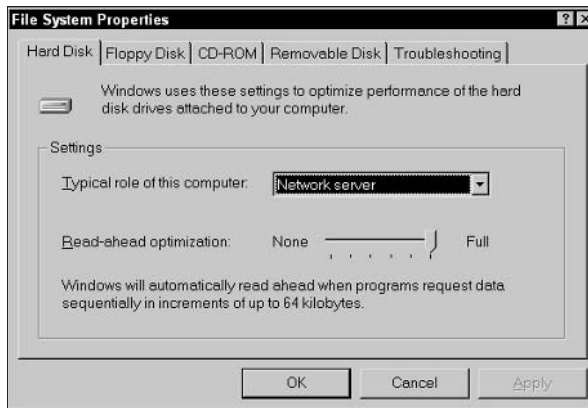 File System Properties
Hard Disk Floppy Disk CD-ROM Removable Disk Troubleshooting
Windows uses these settings to optimize performance of the hard
disk drives attached to your computer.
Settings
Typical role of this computer: Network server
Read-ahead optimization: None Full
Windows will automatically read ahead when programs request data
sequentially in increments of up to 64 kilobytes.
OK Cancel Apply